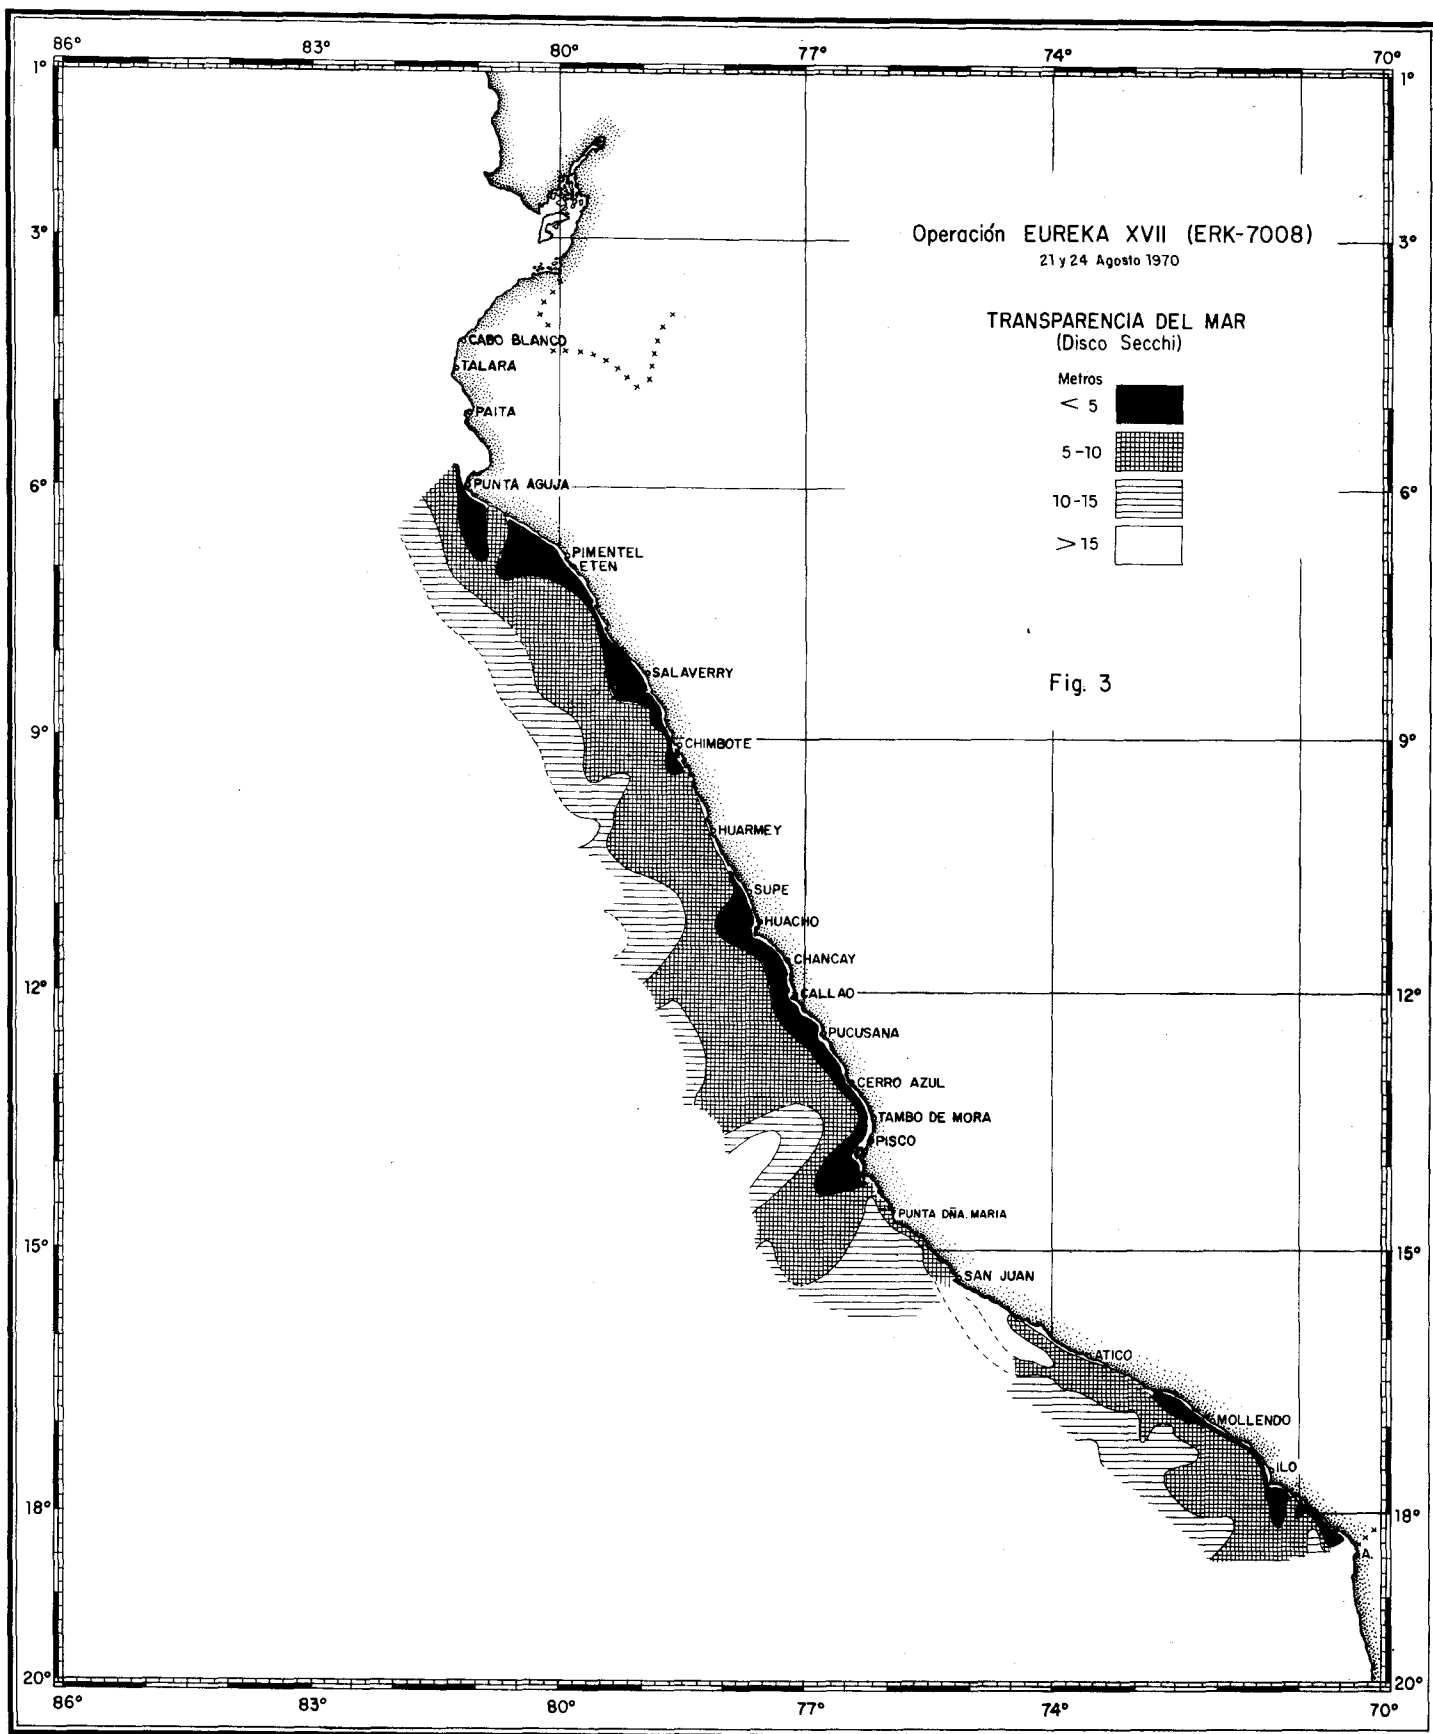 86° 83° 80° 77° 74° 70°
1° 1°
3° 3°
Operación EUREKA XVII (ERK-7008)
21 y 24 Agosto 1970
TRANSPARENCIA DEL MAR
(Disco Secchi)
Metros
< 5
5-10
10-15
> 15
CABO BLANCO
TALARA
PAITA
6° 6°
PUNTA AGUJA
PIMENTEL
ETEN
SALAVERRY
Fig. 3
9° 9°
CHIMBOTE
HUARMEY
SUPE
HUACHO
CHANCAY
12° 12°
CALLAO
PUCUSANA
CERRO AZUL
TAMBO DE MORA
PISCO
PUNTA DÑA. MARIA
15° 15°
SAN JUAN
ATICO
MOLLENDO
ILO
18° 18°
A.
20° 20°
86° 83° 80° 77° 74° 70°